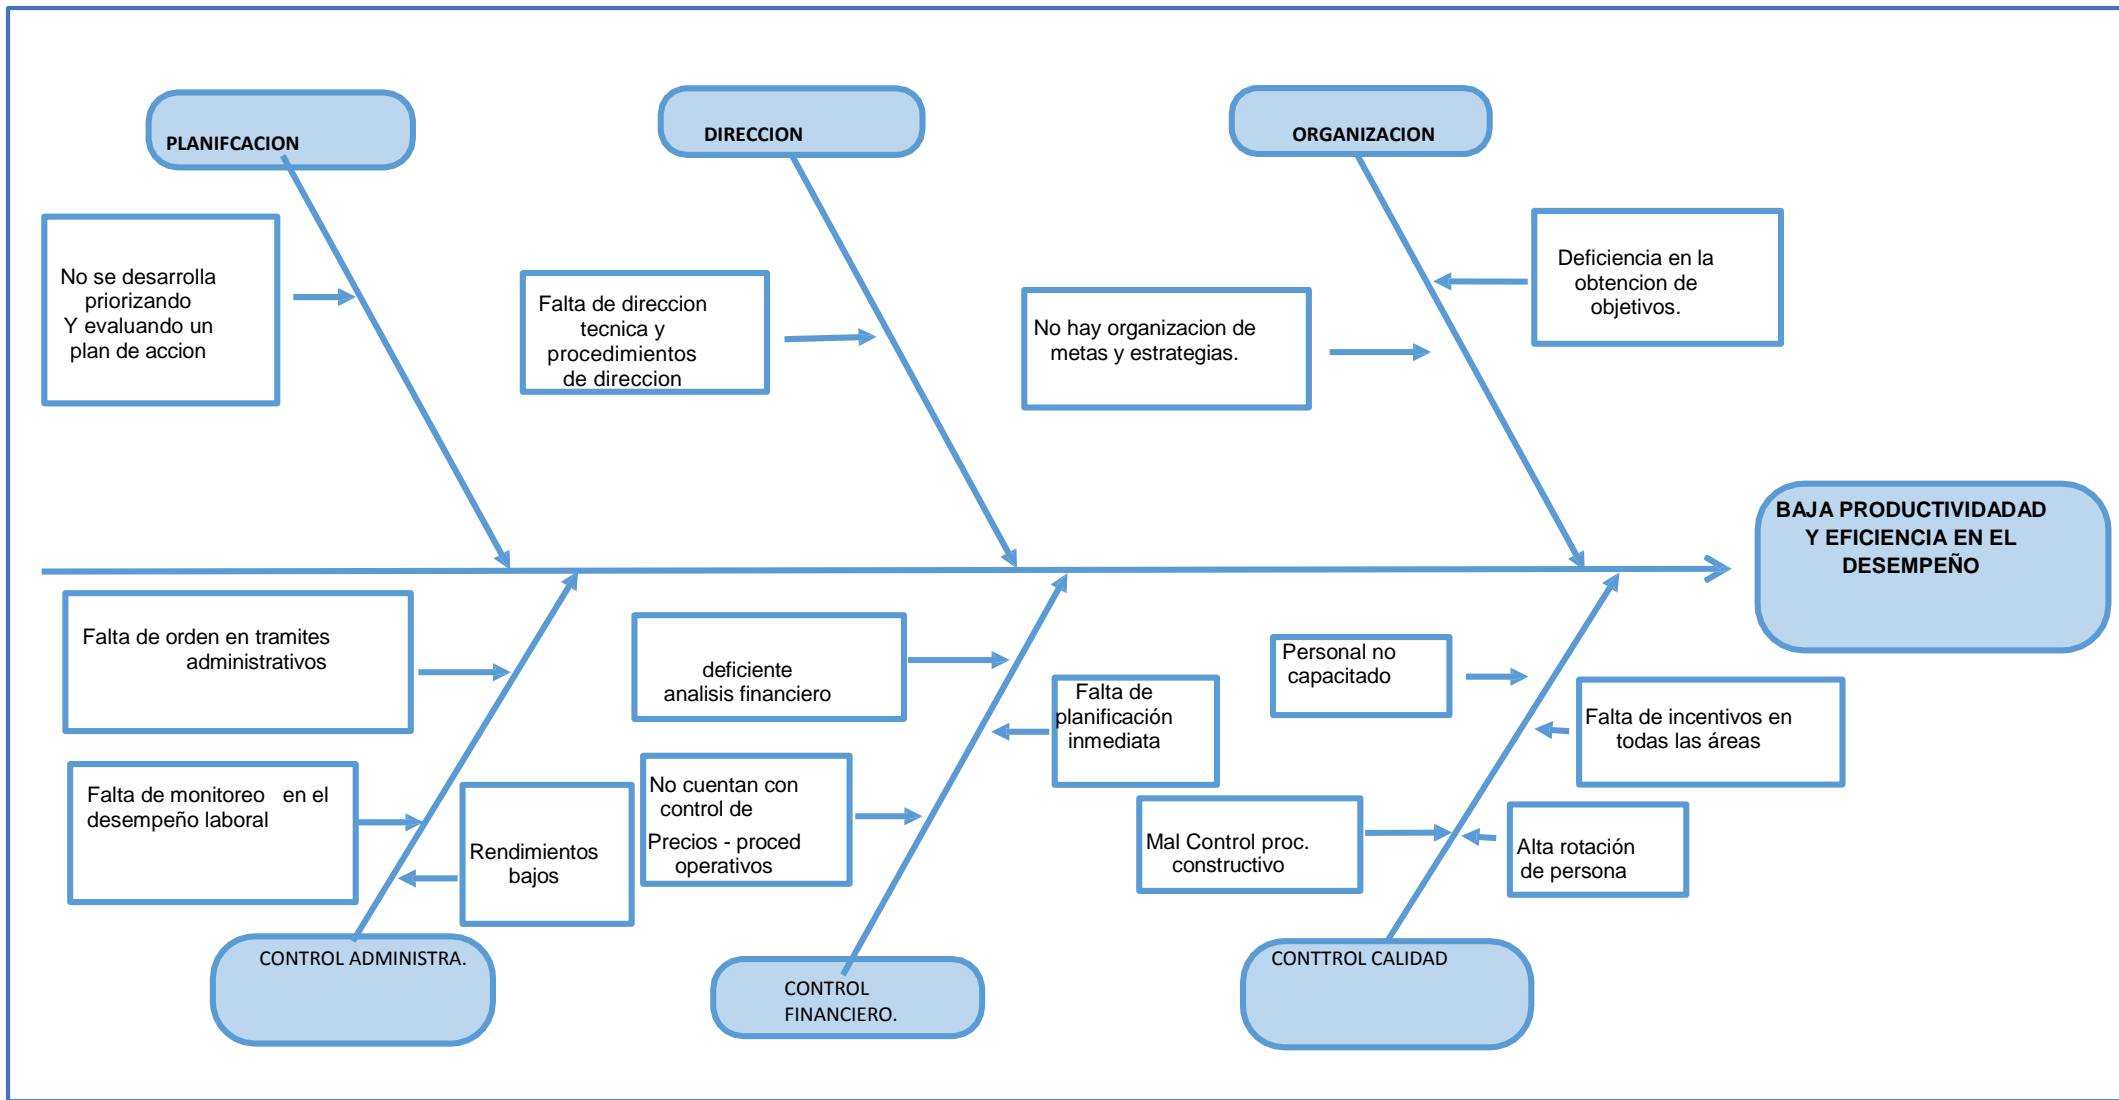 PLANIFCACION
DIRECCION
ORGANIZACION
No se desarrolla
priorizando
Y evaluando un
plan de accion
Falta de direccion
tecnica y
procedimientos
de direccion
No hay organizacion de
metas y estrategias.
Deficiencia en la
obtencion de
objetivos.
BAJA PRODUCTIVIDADAD
Y EFICIENCIA EN EL
DESEMPEÑO
Falta de orden en tramites
administrativos
Falta de monitoreo en el
desempeño laboral
Rendimientos
bajos
deficiente
analisis financiero
No cuentan con
control de
Precios - proced
operativos
Falta de
planificación
inmediata
Personal no
capacitado
Falta de incentivos en
todas las áreas
Mal Control proc.
constructivo
Alta rotación
de persona
CONTROL ADMINISTRA.
CONTROL
FINANCIERO.
CONTTROL CALIDAD